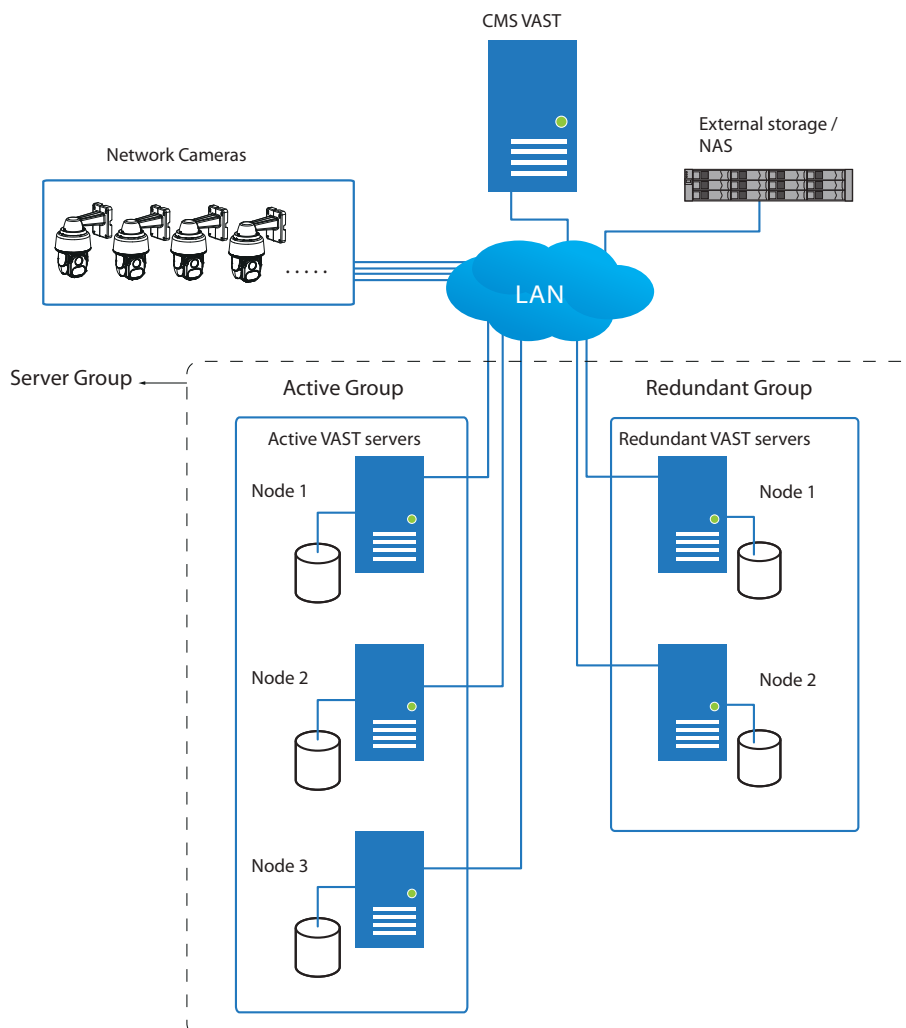 CMS VAST
External storage /
NAS
Network Cameras
.....
LAN
Server Group
Active Group
Redundant Group
Active VAST servers
Redundant VAST servers
Node 1
Node 1
Node 2
Node 2
Node 3